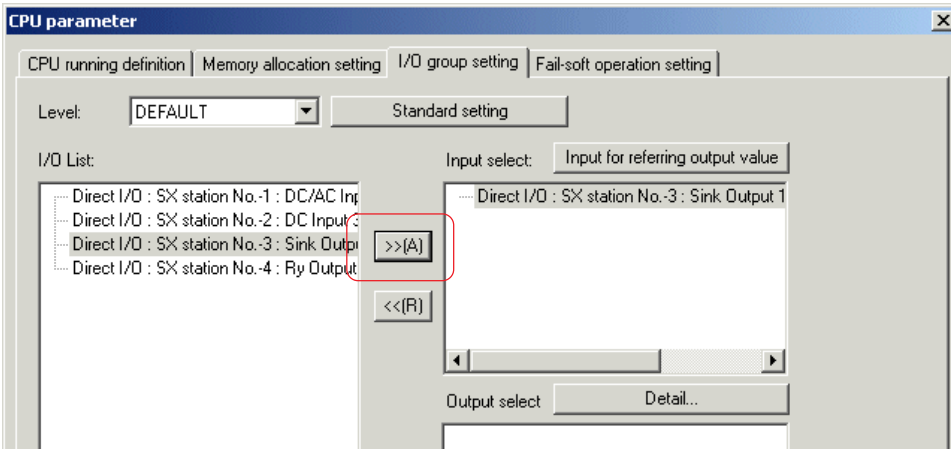 CPU parameter
CPU running definition Memory allocation setting I/O group setting Fail-soft operation setting
Level: DEFAULT Standard setting
I/O List: Input select: Input for referring output value
Direct I/O : SX station No.-1 : DC/AC Inp
Direct I/O : SX station No.-2 : DC Input 3
Direct I/O : SX station No.-3 : Sink Outpu
Direct I/O : SX station No.-4 : Ry Output
>>(A)
<<(R)
Direct I/O : SX station No.-3 : Sink Output 1
Output select Detail...